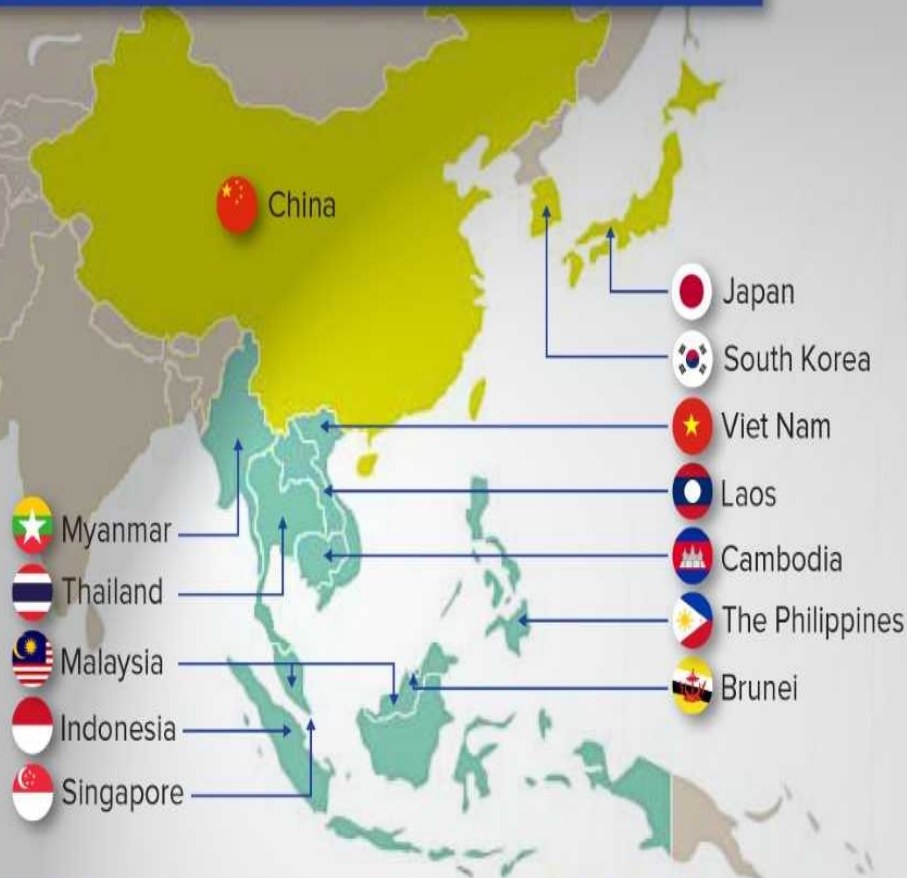 China
Japan
South Korea
Viet Nam
Laos
Cambodia
The Philippines
Brunei
Myanmar
Thailand
Malaysia
Indonesia
Singapore